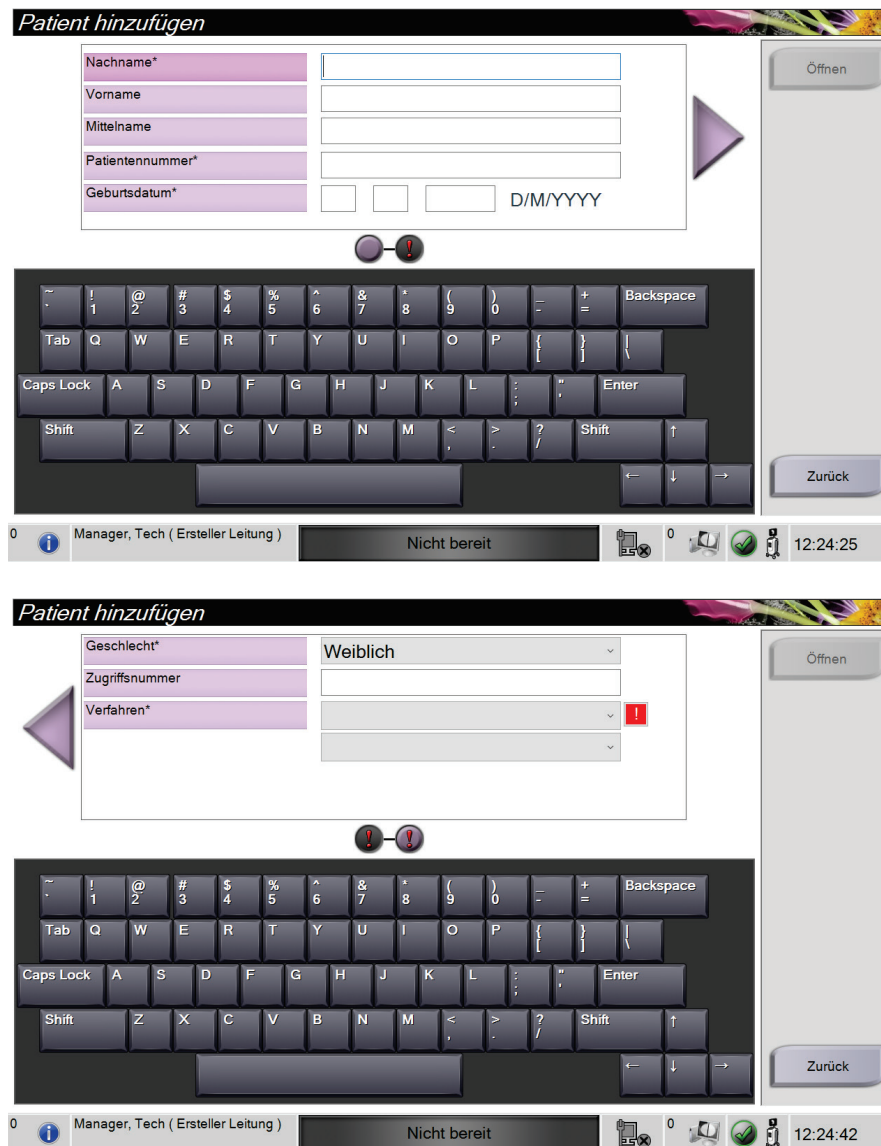 Patient hinzufügen
Nachname*
Öffnen
Vorname
Mittelname
Patientennummer*
Geburtsdatum* D/M/YYYY
~ ! @ # $ % ^ & * ( ) _ + Backspace
` 1 2 3 4 5 6 7 8 9 0 - =
Tab Q W E R T Y U I O P { } |
[ ] \
Caps Lock A S D F G H J K L : " Enter
; '
Shift Z X C V B N M < > ? Shift ↑
, . /
← ↓ →
Zurück
0 Manager, Tech ( Ersteller Leitung ) Nicht bereit 0 12:24:25
Patient hinzufügen
Geschlecht* Weiblich
Öffnen
Zugriffsnummer
Verfahren* !
~ ! @ # $ % ^ & * ( ) _ + Backspace
` 1 2 3 4 5 6 7 8 9 0 - =
Tab Q W E R T Y U I O P { } |
[ ] \
Caps Lock A S D F G H J K L : " Enter
; '
Shift Z X C V B N M < > ? Shift ↑
, . /
← ↓ →
Zurück
0 Manager, Tech ( Ersteller Leitung ) Nicht bereit 0 12:24:42